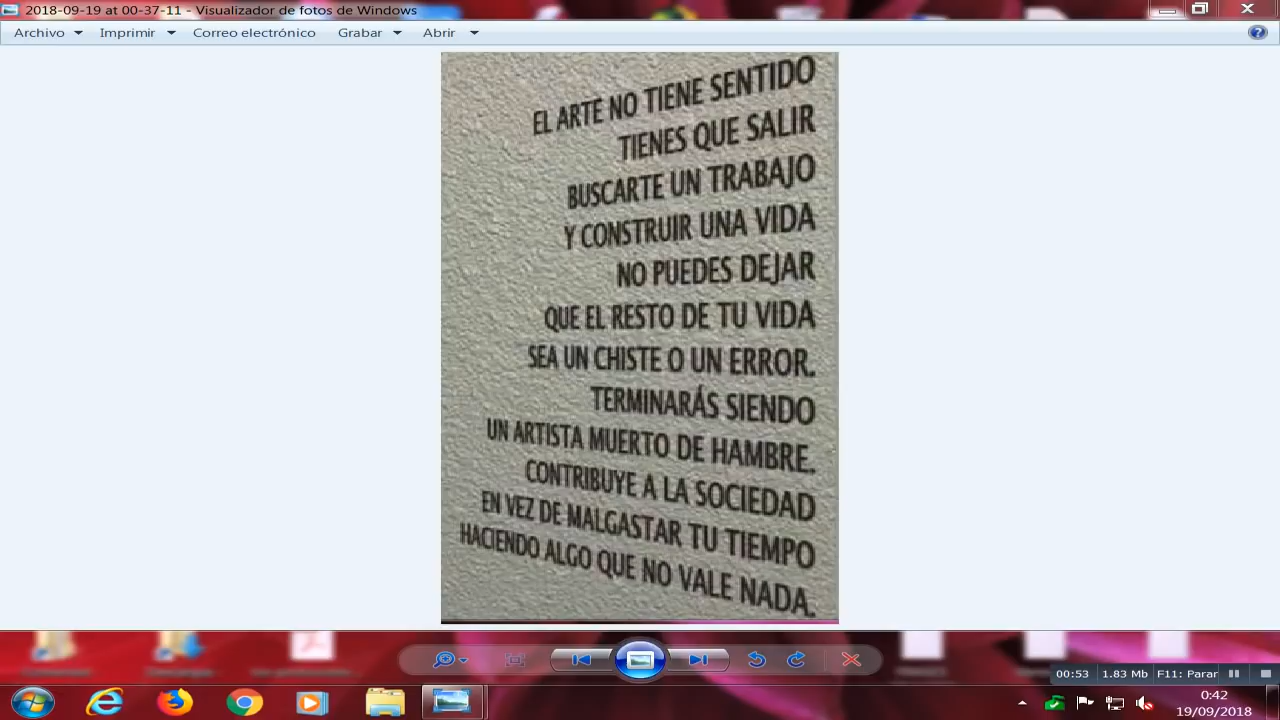 2018-09-19 at 00-37-11 - Visualizador de fotos de Windows
Archivo Imprimir Correo electrónico Grabar Abrir
EL ARTE NO TIENE SENTIDO
TIENES QUE SALIR
BUSCARTE UN TRABAJO
Y CONSTRUIR UNA VIDA
NO PUEDES DEJAR
QUE EL RESTO DE TU VIDA
SEA UN CHISTE O UN ERROR.
TERMINARÁS SIENDO
UN ARTISTA MUERTO DE HAMBRE.
CONTRIBUYE A LA SOCIEDAD
EN VEZ DE MALGASTAR TU TIEMPO
HACIENDO ALGO QUE NO VALE NADA.
00:53 1.83 Mb F11: Parar
0:42
19/09/2018